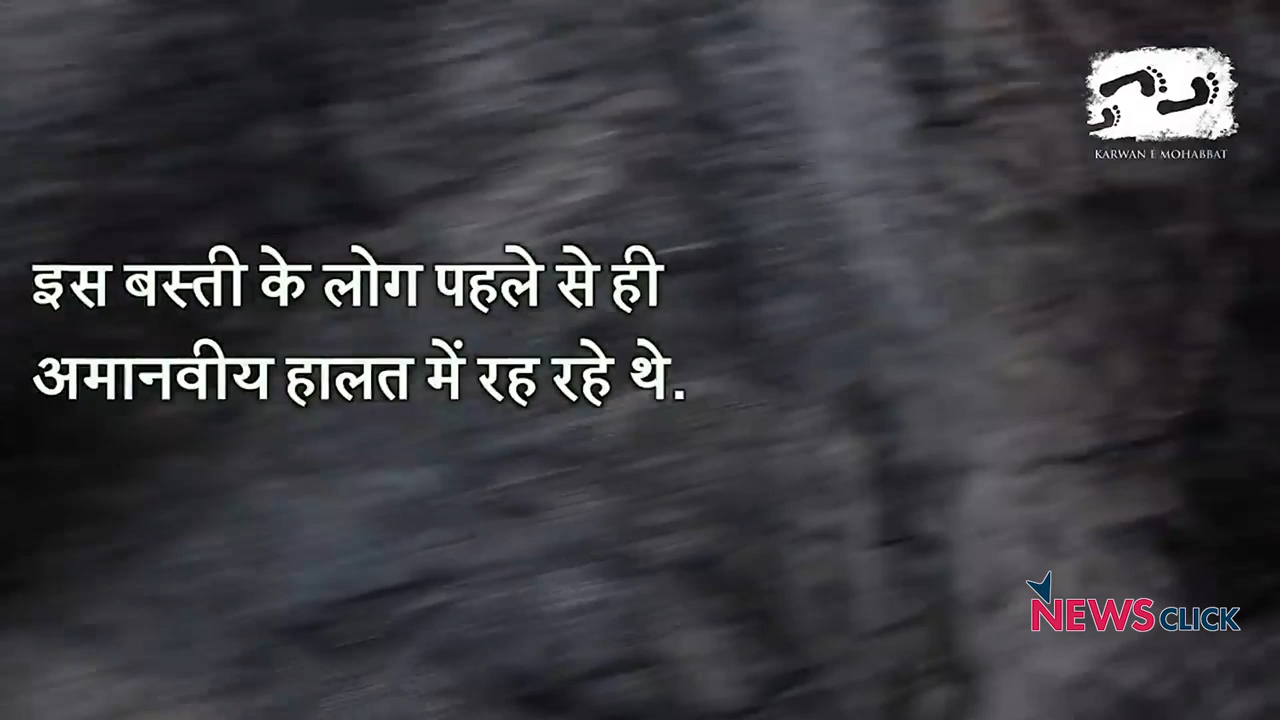 KARWAN E MOHABBAT
इस बस्ती के लोग पहले से ही
अमानवीय हालत में रह रहे थे.
NEWSCLICK